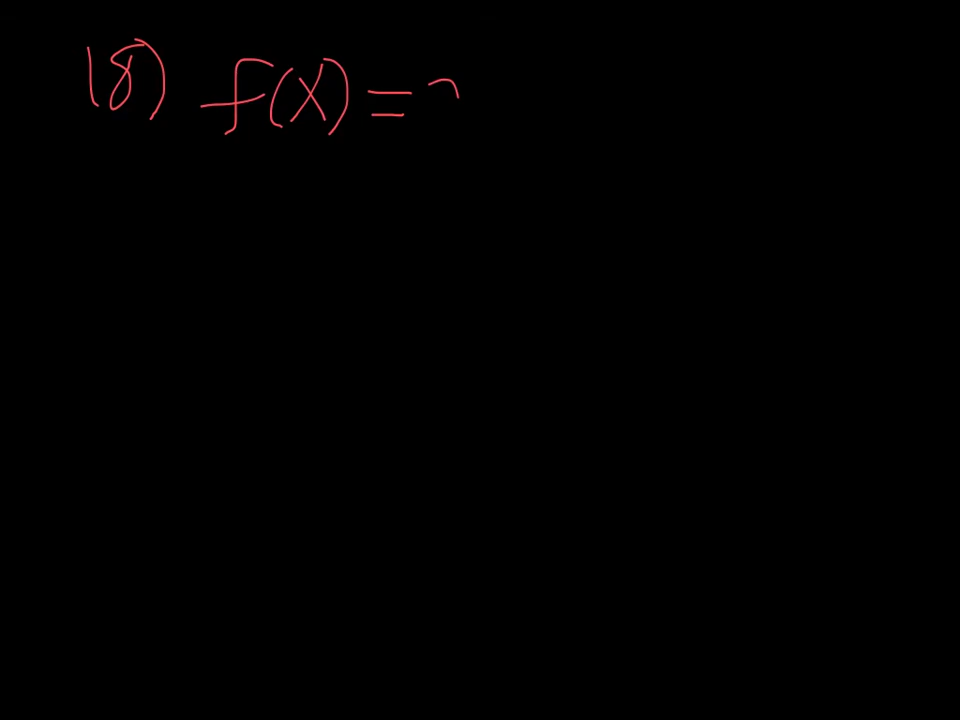 18) f(x) =